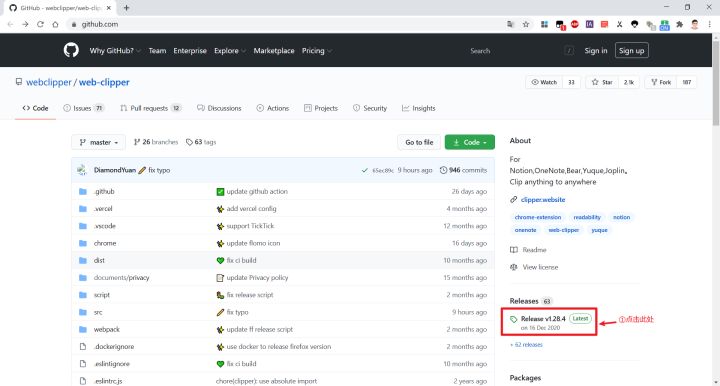 GitHub - webclipper/web-clipp
github.com
Why GitHub? Team Enterprise Explore Marketplace Pricing Search / Sign in Sign up
webclipper / web-clipper Watch 33 Star 2.1k Fork 187
Code Issues 71 Pull requests 12 Discussions Actions Projects Security Insights
master 26 branches 63 tags Go to file Code
DiamondYuan fix typo 65ec89c 9 hours ago 946 commits
.github update github action 26 days ago
.vercel add vercel config 4 months ago
.vscode support TickTick 12 months ago
chrome update flomo icon 16 days ago
dist fix ci build 10 months ago
documents/privacy update Privacy policy 15 months ago
script fix release script 2 months ago
src fix typo 9 hours ago
webpack update ff release script 2 months ago
.dockerignore use docker to release firefox version 2 months ago
.eslintignore fix ci build 10 months ago
.eslintrc.js chore(clipper): use absolute import 2 years ago
About
For
Notion,OneNote,Bear,Yuque,Joplin。
Clip anything to anywhere
clipper.website
chrome-extension readability notion
onenote web-clipper yuque
Readme
View license
Releases 63
Release v1.28.4 Latest
on 16 Dec 2020
①点击此处
+ 62 releases
Packages